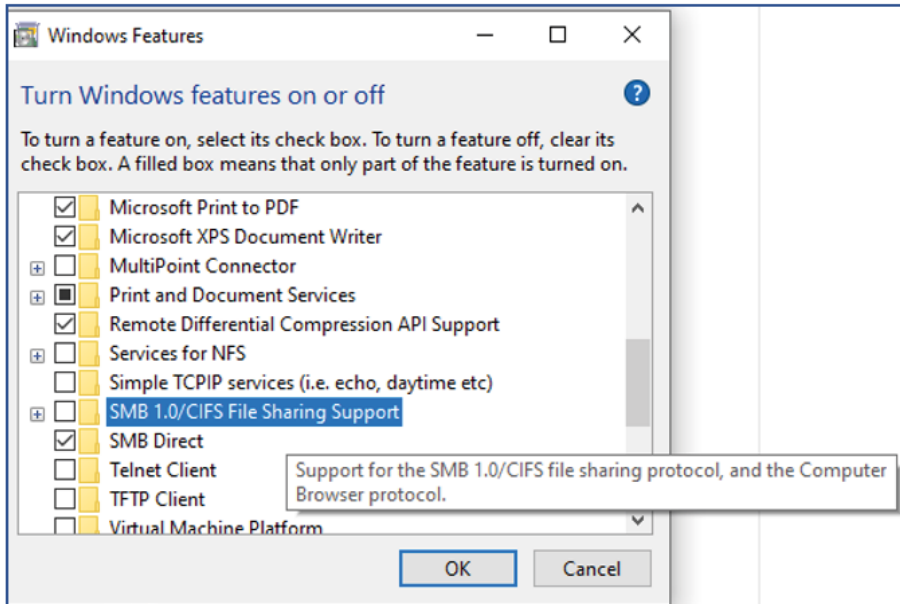 Windows Features
Turn Windows features on or off
?
To turn a feature on, select its check box. To turn a feature off, clear its
check box. A filled box means that only part of the feature is turned on.
Microsoft Print to PDF
Microsoft XPS Document Writer
MultiPoint Connector
Print and Document Services
Remote Differential Compression API Support
Services for NFS
Simple TCPIP services (i.e. echo, daytime etc)
SMB 1.0/CIFS File Sharing Support
SMB Direct
Telnet Client
Support for the SMB 1.0/CIFS file sharing protocol, and the Computer
Browser protocol.
TFTP Client
Virtual Machine Platform
OK
Cancel